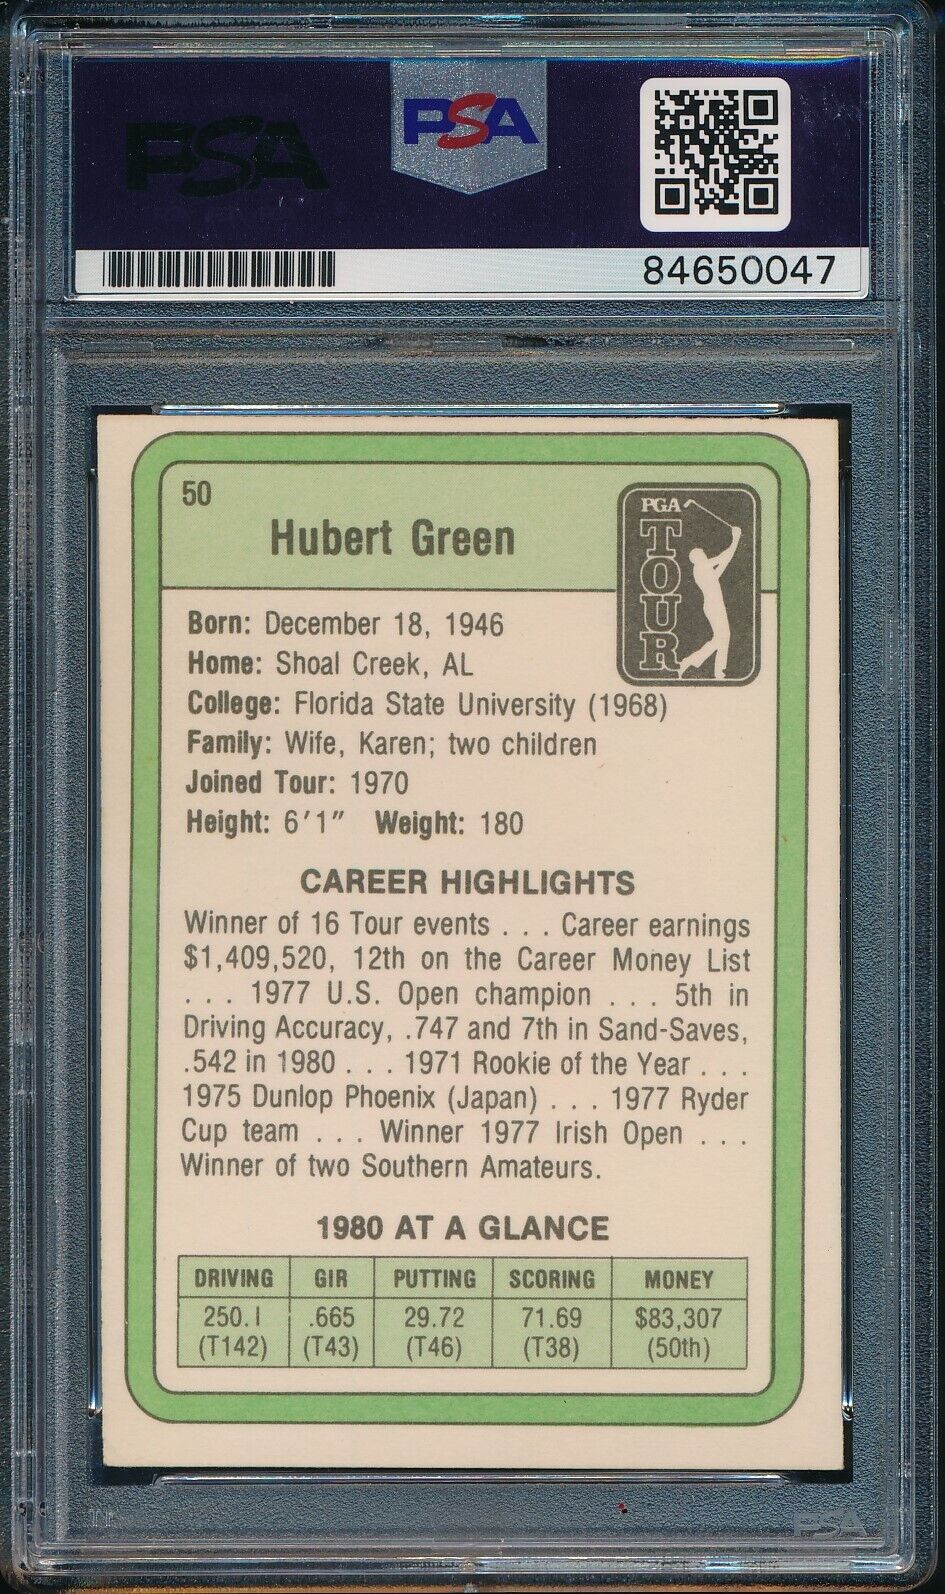 PSA
PSA
84650047
50
Hubert Green
PGA
TOUR
Born: December 18, 1946
Home: Shoal Creek, AL
College: Florida State University (1968)
Family: Wife, Karen; two children
Joined Tour: 1970
Height: 6'1" Weight: 180
CAREER HIGHLIGHTS
Winner of 16 Tour events . . . Career earnings
$1,409,520, 12th on the Career Money List
. . . 1977 U.S. Open champion . . . 5th in
Driving Accuracy, .747 and 7th in Sand-Saves,
.542 in 1980 . . . 1971 Rookie of the Year . . .
1975 Dunlop Phoenix (Japan) . . . 1977 Ryder
Cup team . . . Winner 1977 Irish Open . . .
Winner of two Southern Amateurs.
1980 AT A GLANCE
DRIVING GIR PUTTING SCORING MONEY
250.1 .665 29.72 71.69 $83,307
(T142) (T43) (T46) (T38) (50th)
PSA